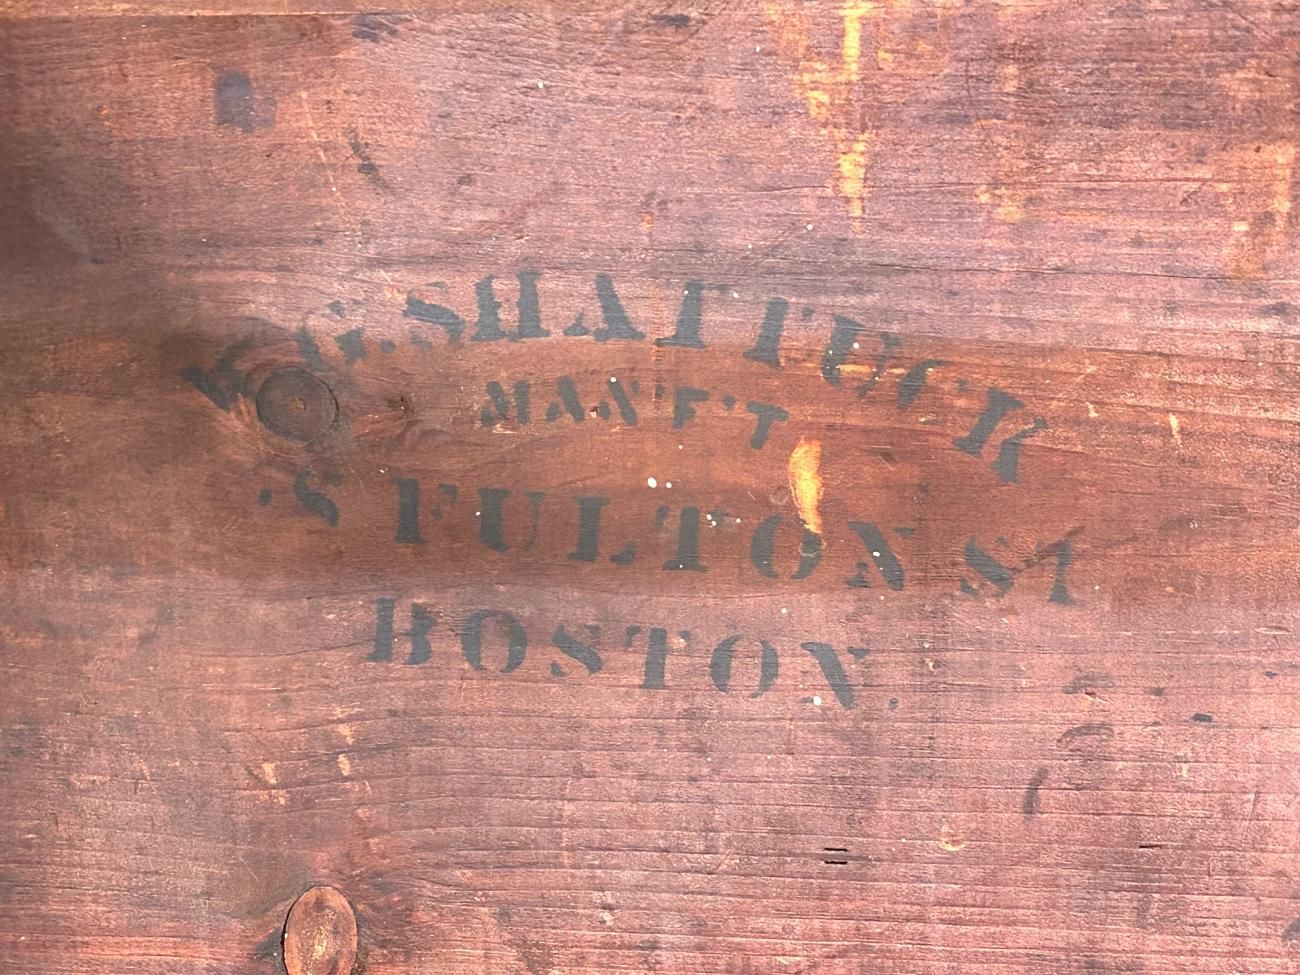 W.G. SHATTUCK
MAN'F'T
FULTON ST
BOSTON.